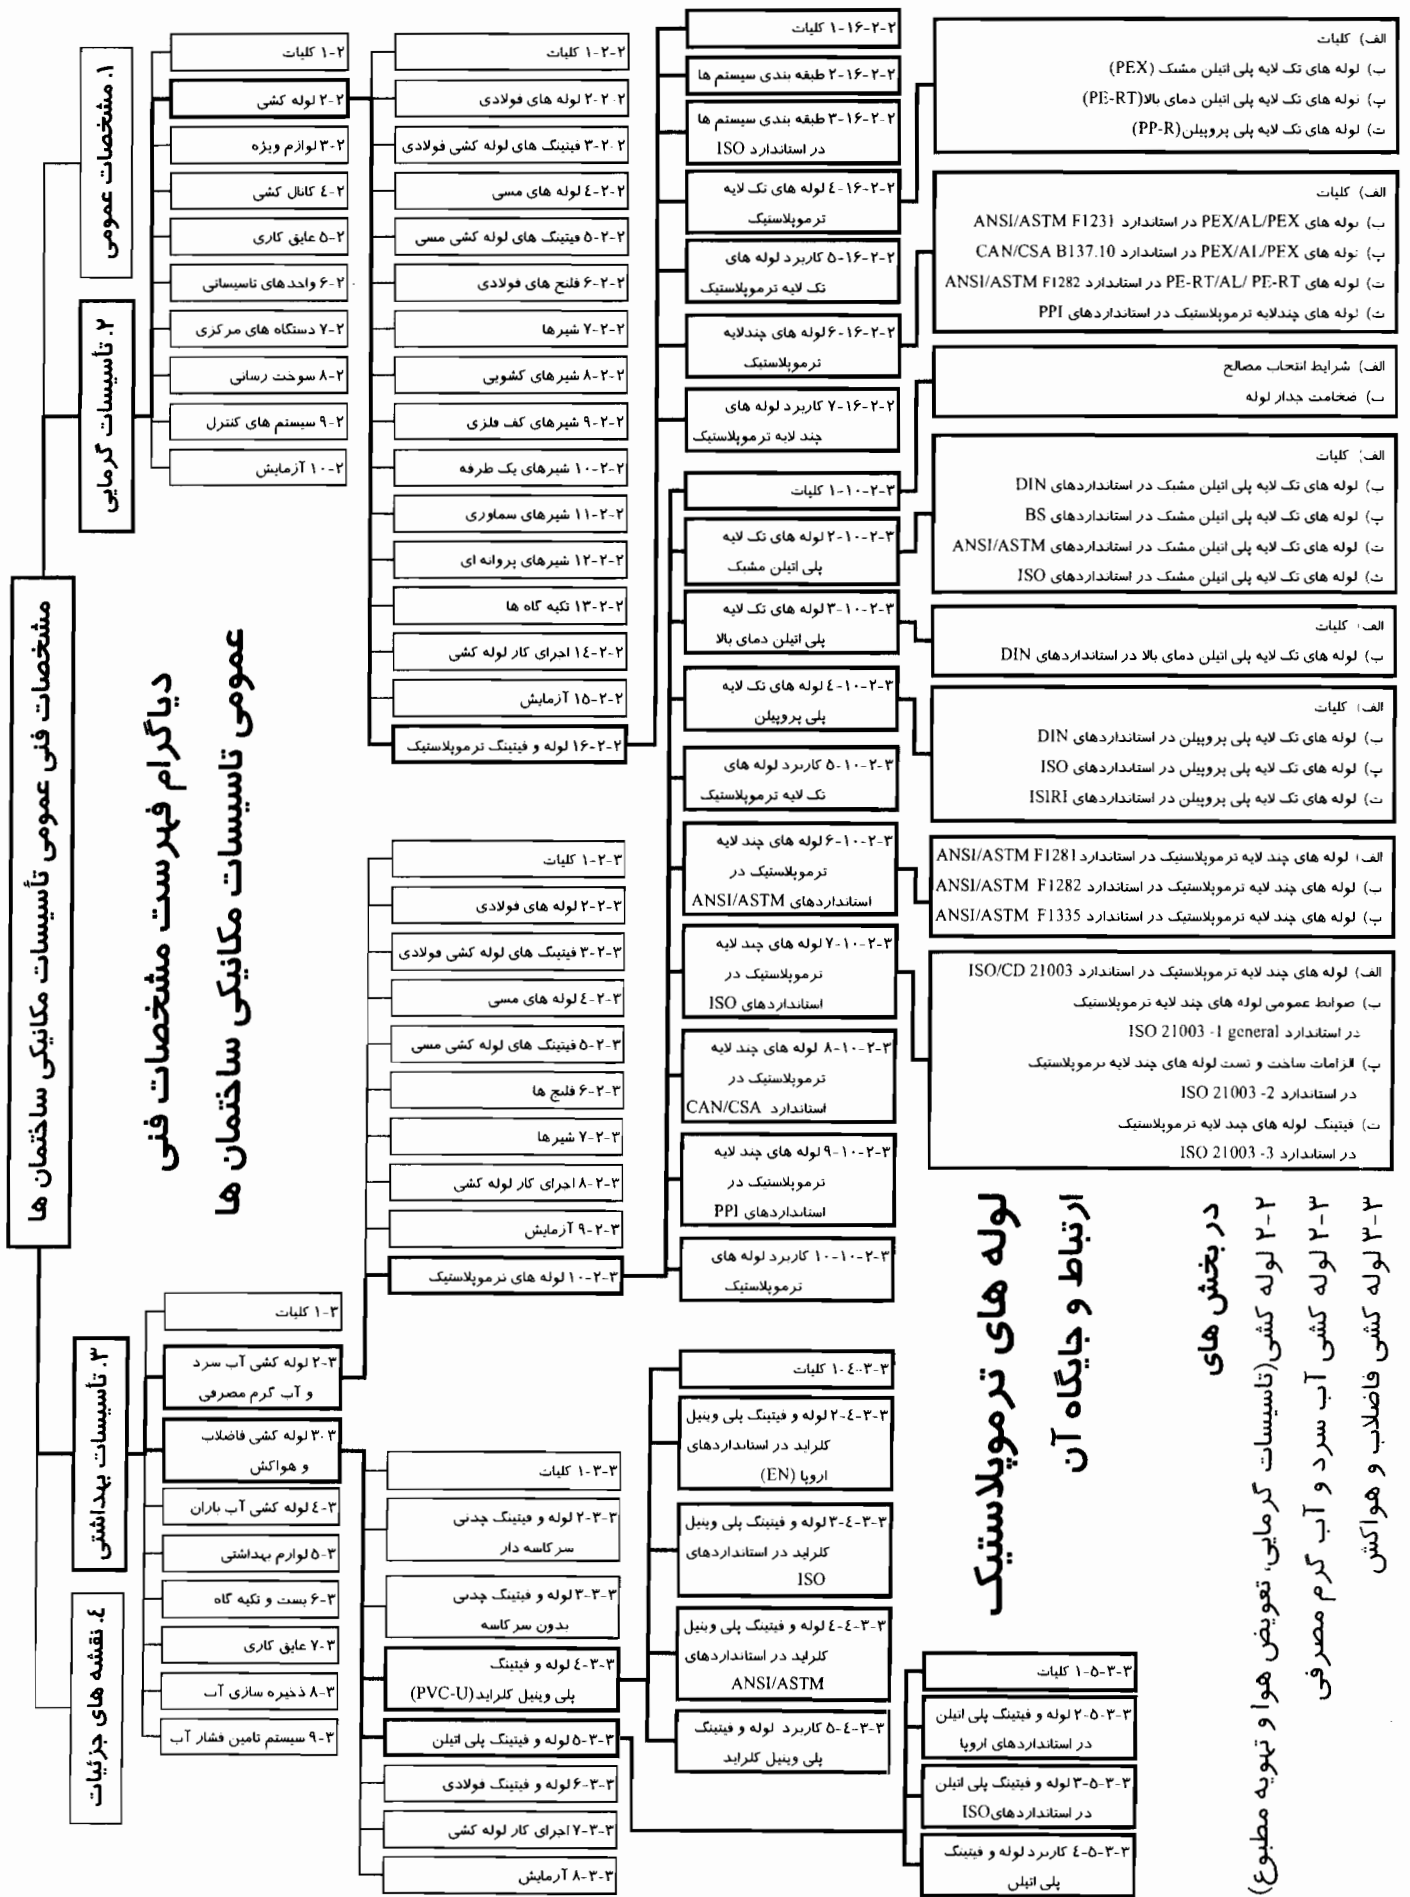 مشخصات فنی عمومی تأسیسات مکانیکی ساختمان ها
دیاگرام فهرست مشخصات فنی
عمومی تاسیسات مکانیکی ساختمان ها
۱. مشخصات عمومی
۲. تأسیسات گرمایی
۳. تأسیسات بهداشتی
٤. نقشه های جزئیات
۱-۲ کلیات
۲-۲ لوله کشی
۳-۲ لوازم ویژه
٤-۲ کانال کشی
٥-۲ عایق کاری
۶-۲ واحدهای تاسیساتی
۷-۲ دستگاه های مرکزی
۸-۲ سوخت رسانی
۹-۲ سیستم های کنترل
۱۰-۲ آزمایش
۱-۲-۲ کلیات
۲-۲-۲ لوله های فولادی
۳-۲-۲ فیتینگ های لوله کشی فولادی
٤-۲-۲ لوله های مسی
٥-۲-۲ فیتینگ های لوله کشی مسی
۶-۲-۲ فلنج های فولادی
۷-۲-۲ شیرها
۸-۲-۲ شیرهای کشویی
۹-۲-۲ شیرهای کف فلزی
۱۰-۲-۲ شیرهای یک طرفه
۱۱-۲-۲ شیرهای سماوری
۱۲-۲-۲ شیرهای پروانه ای
۱۳-۲-۲ تکیه گاه ها
۱٤-۲-۲ اجرای کار لوله کشی
۱٥-۲-۲ آزمایش
۱۶-۲-۲ لوله و فیتینگ ترموپلاستیک
۱-۱۶-۲-۲ کلیات
۲-۱۶-۲-۲ طبقه بندی سیستم ها
۳-۱۶-۲-۲ طبقه بندی سیستم ها
در استاندارد ISO
٤-۱۶-۲-۲ لوله های تک لایه
ترموپلاستیک
٥-۱۶-۲-۲ کاربرد لوله های
تک لایه ترموپلاستیک
۶-۱۶-۲-۲ لوله های چندلایه
ترموپلاستیک
۷-۱۶-۲-۲ کاربرد لوله های
چند لایه ترموپلاستیک
الف) کلیات
ب) لوله های تک لایه پلی اتیلن مشبک (PEX)
پ) لوله های تک لایه پلی اتیلن دمای بالا(PE-RT)
ت) لوله های تک لایه پلی پروپیلن(PP-R)
الف) کلیات
ب) لوله های PEX/AL/PEX در استاندارد ANSI/ASTM F1231
پ) لوله های PEX/AL/PEX در استاندارد CAN/CSA B137.10
ت) لوله های PE-RT/AL/ PE-RT در استاندارد ANSI/ASTM F1282
ث) لوله های چندلایه ترموپلاستیک در استانداردهای PPI
۱-۲-۳ کلیات
۲-۲-۳ لوله های فولادی
۳-۲-۳ فیتینگ های لوله کشی فولادی
٤-۲-۳ لوله های مسی
٥-۲-۳ فیتینگ های لوله کشی مسی
۶-۲-۳ فلنج ها
۷-۲-۳ شیرها
۸-۲-۳ اجرای کار لوله کشی
۹-۲-۳ آزمایش
۱۰-۲-۳ لوله های ترموپلاستیک
۱-۱۰-۲-۳ کلیات
۲-۱۰-۲-۳ لوله های تک لایه
پلی اتیلن مشبک
۳-۱۰-۲-۳ لوله های تک لایه
پلی اتیلن دمای بالا
٤-۱۰-۲-۳ لوله های تک لایه
پلی پروپیلن
٥-۱۰-۲-۳ کاربرد لوله های
تک لایه ترموپلاستیک
۶-۱۰-۲-۳ لوله های چند لایه
ترموپلاستیک در
استانداردهای ANSI/ASTM
۷-۱۰-۲-۳ لوله های چند لایه
ترموپلاستیک در
استانداردهای ISO
۸-۱۰-۲-۳ لوله های چند لایه
ترموپلاستیک در
استاندارد CAN/CSA
۹-۱۰-۲-۳ لوله های چند لایه
ترموپلاستیک در
استانداردهای PPI
۱۰-۱۰-۲-۳ کاربرد لوله های
ترموپلاستیک
الف) شرایط انتخاب مصالح
ب) ضخامت جدار لوله
الف) کلیات
ب) لوله های تک لایه پلی اتیلن مشبک در استانداردهای DIN
پ) لوله های تک لایه پلی اتیلن مشبک در استانداردهای BS
ت) لوله های تک لایه پلی اتیلن مشبک در استانداردهای ANSI/ASTM
ث) لوله های تک لایه پلی اتیلن مشبک در استانداردهای ISO
الف) کلیات
ب) لوله های تک لایه پلی اتیلن دمای بالا در استانداردهای DIN
الف) کلیات
ب) لوله های تک لایه پلی پروپیلن در استانداردهای DIN
پ) لوله های تک لایه پلی پروپیلن در استانداردهای ISO
ت) لوله های تک لایه پلی پروپیلن در استانداردهای ISIRI
الف) لوله های چند لایه ترموپلاستیک در استاندارد ANSI/ASTM F1281
ب) لوله های چند لایه ترموپلاستیک در استاندارد ANSI/ASTM F1282
پ) لوله های چند لایه ترموپلاستیک در استاندارد ANSI/ASTM F1335
الف) لوله های چند لایه ترموپلاستیک در استاندارد ISO/CD 21003
ب) ضوابط عمومی لوله های چند لایه ترموپلاستیک
در استاندارد ISO 21003 -1 general
پ) الزامات ساخت و تست لوله های چند لایه ترموپلاستیک
در استاندارد ISO 21003 -2
ت) فیتینگ لوله های چند لایه ترموپلاستیک
در استاندارد ISO 21003 -3
۱-۳ کلیات
۲-۳ لوله کشی آب سرد
و آب گرم مصرفی
۳-۳ لوله کشی فاضلاب
و هواکش
٤-۳ لوله کشی آب باران
٥-۳ لوازم بهداشتی
۶-۳ بست و تکیه گاه
۷-۳ عایق کاری
۸-۳ ذخیره سازی آب
۹-۳ سیستم تامین فشار آب
۱-۳-۳ کلیات
۲-۳-۳ لوله و فیتینگ چدنی
سر کاسه دار
۳-۳-۳ لوله و فیتینگ چدنی
بدون سر کاسه
٤-۳-۳ لوله و فیتینگ
پلی وینیل کلراید(PVC-U)
٥-۳-۳ لوله و فیتینگ پلی اتیلن
۶-۳-۳ لوله و فیتینگ فولادی
۷-۳-۳ اجرای کار لوله کشی
۸-۳-۳ آزمایش
۱-٤-۳-۳ کلیات
۲-٤-۳-۳ لوله و فیتینگ پلی وینیل
کلراید در استانداردهای
اروپا (EN)
۳-٤-۳-۳ لوله و فیتینگ پلی وینیل
کلراید در استانداردهای
ISO
٤-٤-۳-۳ لوله و فیتینگ پلی وینیل
کلراید در استانداردهای
ANSI/ASTM
٥-٤-۳-۳ کاربرد لوله و فیتینگ
پلی وینیل کلراید
۱-٥-۳-۳ کلیات
۲-٥-۳-۳ لوله و فیتینگ پلی اتیلن
در استانداردهای اروپا
۳-٥-۳-۳ لوله و فیتینگ پلی اتیلن
در استانداردهای ISO
٤-٥-۳-۳ کاربرد لوله و فیتینگ
پلی اتیلن
لوله های ترموپلاستیک
ارتباط و جایگاه آن
در بخش های
۲-۲ لوله کشی(تاسیسات گرمایی، تعویض هوا و تهویه مطبوع)
۲-۳ لوله کشی آب سرد و آب گرم مصرفی
۳-۳ لوله کشی فاضلاب و هواکش